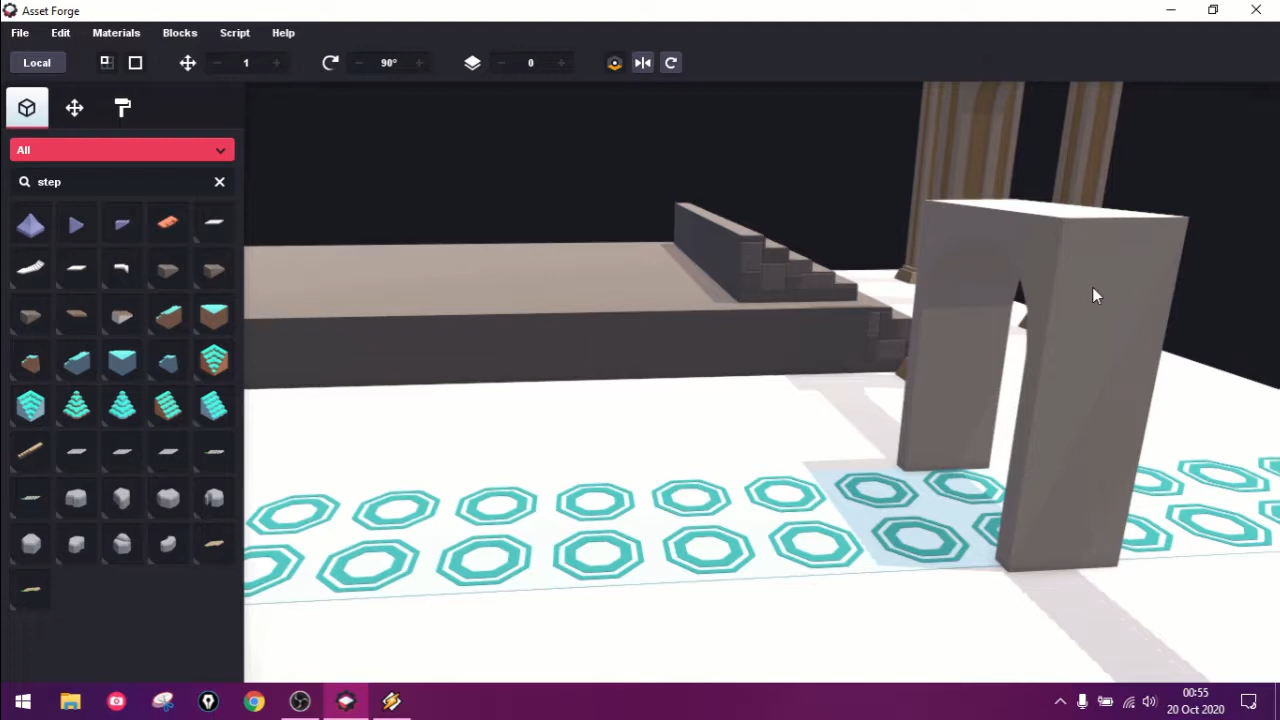 Asset Forge
File Edit Materials Blocks Script Help
Local 1 90° 0
All
step
00:55
20 Oct 2020